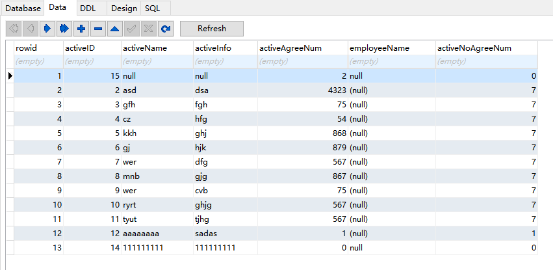 Database Data DDL Design SQL
Refresh
rowid activeID activeName activeInfo activeAgreeNum employeeName activeNoAgreeNum
(empty) (empty) (empty) (empty) (empty) (empty) (empty)
1 15 null null 2 null 0
2 2 asd dsa 4323 (null) 7
3 3 gfh fgh 75 (null) 7
4 4 cz hfg 54 (null) 7
5 5 kkh ghj 868 (null) 7
6 6 gj hjk 879 (null) 7
7 7 wer dfg 567 (null) 7
8 8 mnb gjg 867 (null) 7
9 9 wer cvb 75 (null) 7
10 10 ryrt ghjg 567 (null) 7
11 11 tyut tjhg 567 (null) 7
12 12 aaaaaaaa sadas 1 (null) 1
13 14 111111111 111111111 0 null 0